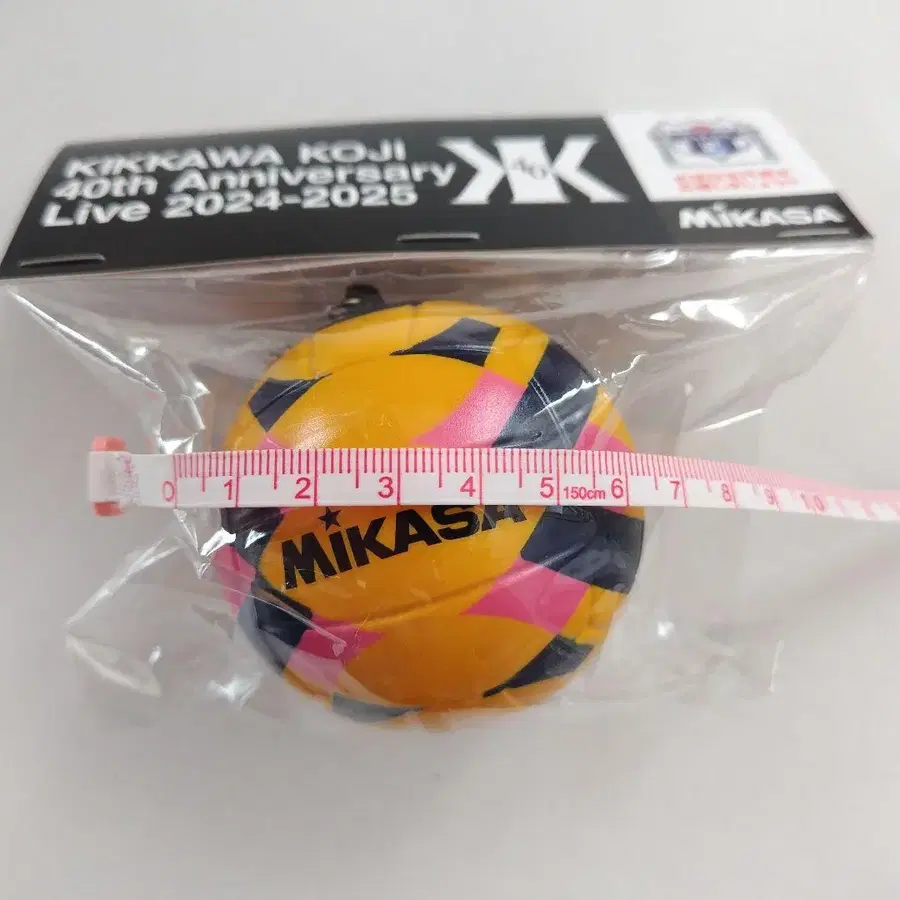 KIKKAWA KOJI
40th Anniversary
Live 2024-2025
K 40 K
MIKASA
0 1 2 3 4 5 150cm 6 7 8 9 10
MIKASA